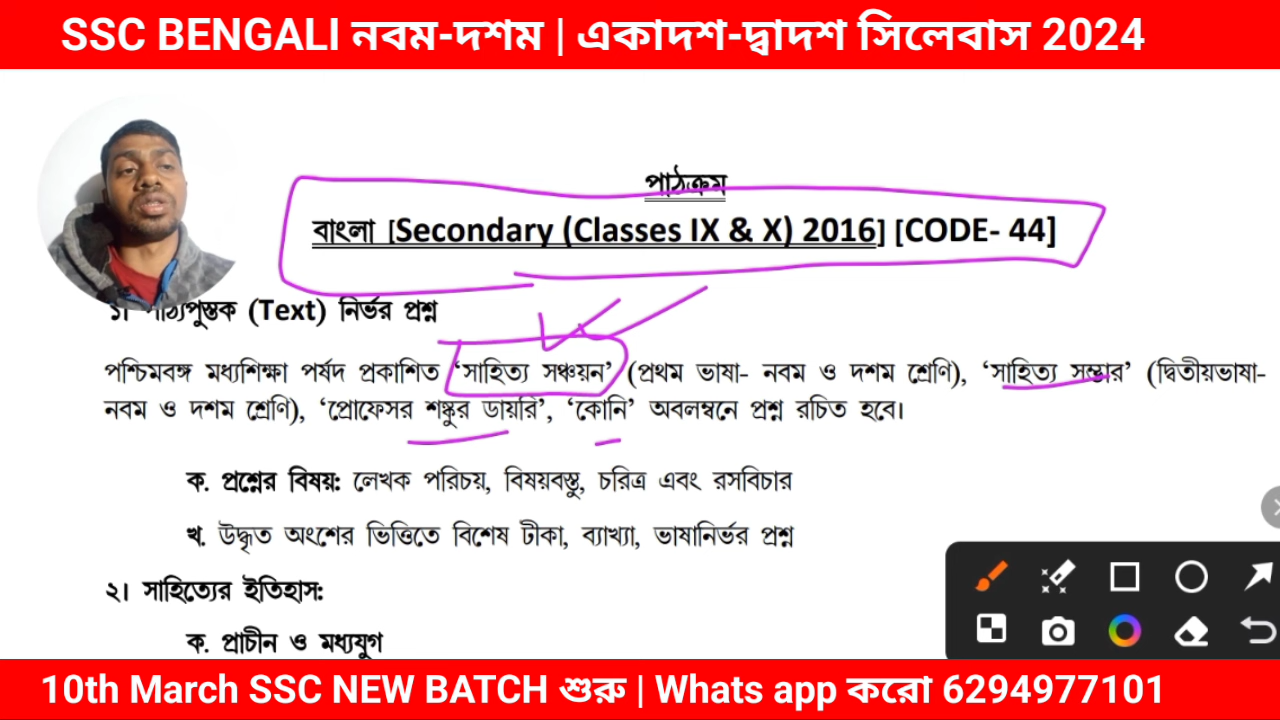 SSC BENGALI নবম-দশম | একাদশ-দ্বাদশ সিলেবাস 2024
পাঠক্রম
বাংলা [Secondary (Classes IX & X) 2016] [CODE- 44]
১। পাঠ্যপুস্তক (Text) নির্ভর প্রশ্ন
পশ্চিমবঙ্গ মধ্যশিক্ষা পর্ষদ প্রকাশিত ‘সাহিত্য সঞ্চয়ন’ (প্রথম ভাষা- নবম ও দশম শ্রেণি), ‘সাহিত্য সম্ভার’ (দ্বিতীয়ভাষা-
নবম ও দশম শ্রেণি), ‘প্রোফেসর শঙ্কুর ডায়রি’, ‘কোনি’ অবলম্বনে প্রশ্ন রচিত হবে।
ক. প্রশ্নের বিষয়: লেখক পরিচয়, বিষয়বস্তু, চরিত্র এবং রসবিচার
খ. উদ্ধৃত অংশের ভিত্তিতে বিশেষ টীকা, ব্যাখ্যা, ভাষানির্ভর প্রশ্ন
২। সাহিত্যের ইতিহাস:
ক. প্রাচীন ও মধ্যযুগ
10th March SSC NEW BATCH শুরু | Whats app করো 6294977101